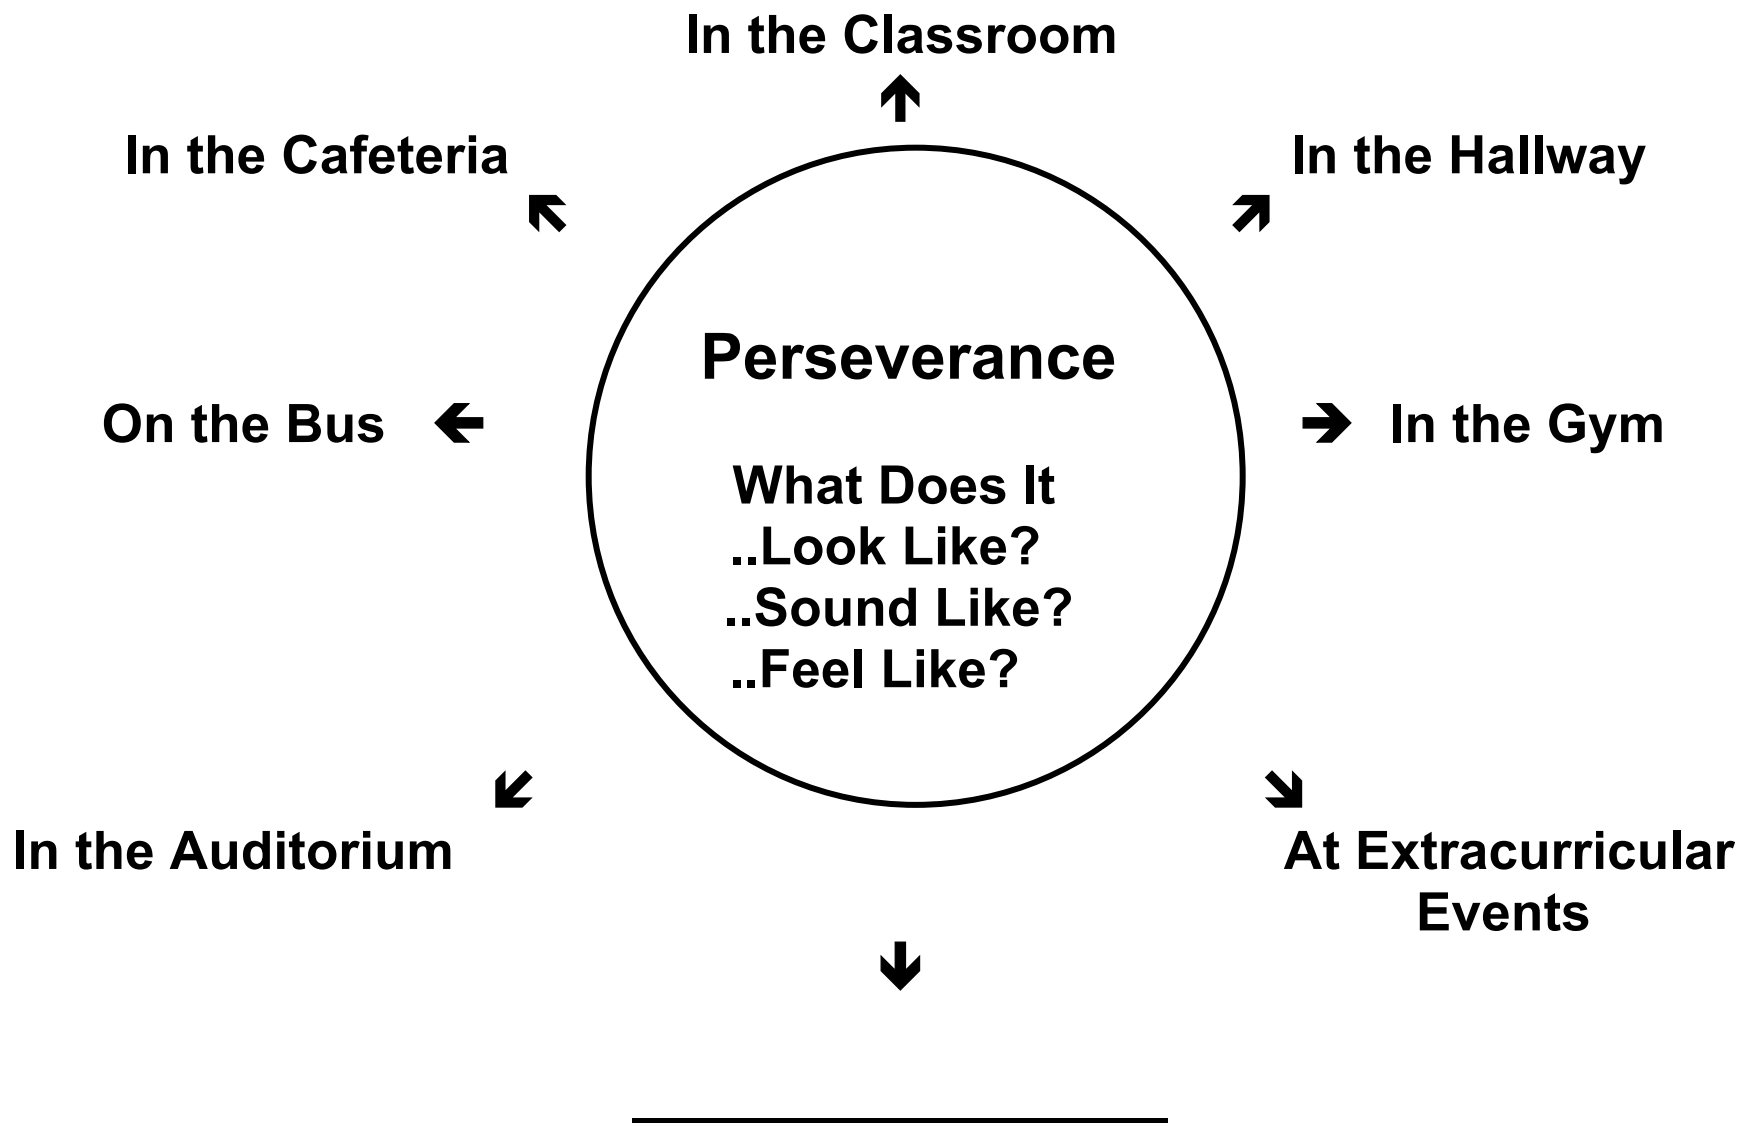 In the Classroom
In the Cafeteria
In the Hallway
Perseverance
On the Bus
In the Gym
What Does It
..Look Like?
..Sound Like?
..Feel Like?
In the Auditorium
At Extracurricular
Events